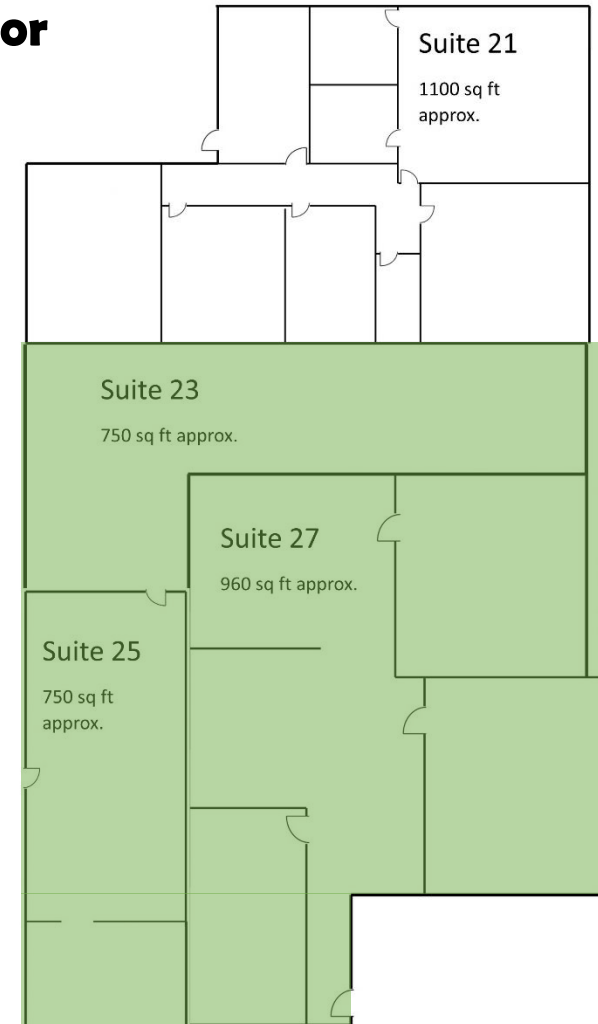 or
Suite 21
1100 sq ft
approx.
Suite 23
750 sq ft approx.
Suite 27
960 sq ft approx.
Suite 25
750 sq ft
approx.